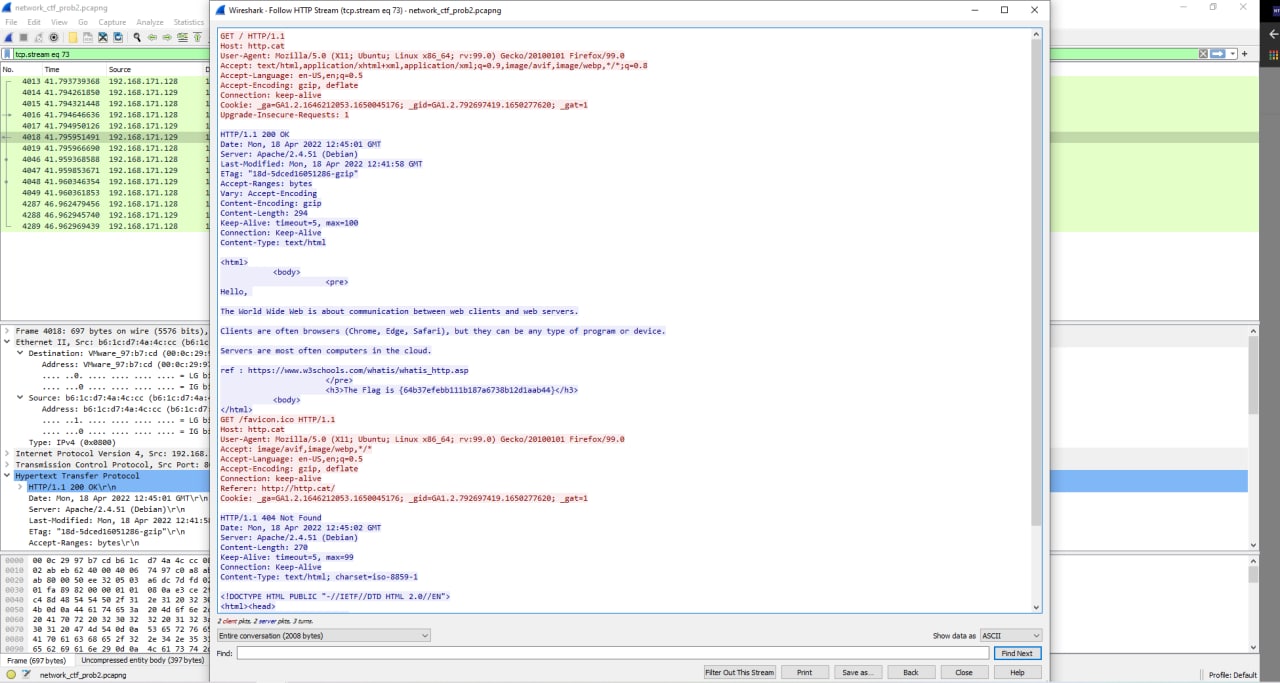 network_ctf_prob2.pcapng
File Edit View Go Capture Analyze Statistics
tcp.stream eq 73
No. Time Source
4013 41.793739368 192.168.171.128
4014 41.794261850 192.168.171.129
4015 41.794321448 192.168.171.128
4016 41.794646636 192.168.171.128
4017 41.794950126 192.168.171.129
4018 41.795951491 192.168.171.129
4019 41.795966690 192.168.171.128
4046 41.959368588 192.168.171.128
4047 41.959853671 192.168.171.129
4048 41.960346354 192.168.171.129
4049 41.960361853 192.168.171.128
4287 46.962479456 192.168.171.128
4288 46.962945740 192.168.171.129
4289 46.962969439 192.168.171.128
Frame 4018: 697 bytes on wire (5576 bits),
Ethernet II, Src: b6:1c:d7:4a:4c:cc
Destination: VMware_97:b7:cd (00:0c:29:
Address: VMware_97:b7:cd (00:0c:29:9
.... ..0. .... .... .... .... = LG bi
.... ...0 .... .... .... .... = IG bi
Source: b6:1c:d7:4a:4c:cc (b6:1c:d7:4a
Address: b6:1c:d7:4a:4c:cc (b6:1c:d7
.... ..1. .... .... .... .... = LG bi
.... ...0 .... .... .... .... = IG bi
Type: IPv4 (0x0800)
Internet Protocol Version 4, Src: 192.168.
Transmission Control Protocol, Src Port: 8
Hypertext Transfer Protocol
HTTP/1.1 200 OK\r\n
Date: Mon, 18 Apr 2022 12:45:01 GMT\r\n
Server: Apache/2.4.51 (Debian)\r\n
Last-Modified: Mon, 18 Apr 2022 12:41:58
ETag: "18d-5dced16051286-gzip"\r\n
Accept-Ranges: bytes\r\n
0000 00 0c 29 97 b7 cd b6 1c d7 4a 4c cc
0010 02 ab eb 62 40 00 40 06 74 97 c0 a8
0020 ab 80 00 50 ee 32 05 03 a6 dc 7d fd
0030 01 fa 89 82 00 00 01 01 08 0a e3 ce
0040 c4 8d 48 54 54 50 2f 31 2e 31 20 32
0050 4b 0d 0a 44 61 74 65 3a 20 4d 6f 6e
0060 20 41 70 72 20 32 30 32 32 20 31 32
0070 30 31 20 47 4d 54 0d 0a 53 65 72 76
0080 41 70 61 63 68 65 2f 32 2e 34 2e 35
0090 65 62 69 61 6e 29 0d 0a 4c 61 73 74
Frame (697 bytes) Uncompressed entity body (397 bytes)
network_ctf_prob2.pcapng
Wireshark - Follow HTTP Stream (tcp.stream eq 73) - network_ctf_prob2.pcapng
GET / HTTP/1.1
Host: http.cat
User-Agent: Mozilla/5.0 (X11; Ubuntu; Linux x86_64; rv:99.0) Gecko/20100101 Firefox/99.0
Accept: text/html,application/xhtml+xml,application/xml;q=0.9,image/avif,image/webp,*/*;q=0.8
Accept-Language: en-US,en;q=0.5
Accept-Encoding: gzip, deflate
Connection: keep-alive
Cookie: _ga=GA1.2.1646212053.1650045176; _gid=GA1.2.792697419.1650277620; _gat=1
Upgrade-Insecure-Requests: 1
HTTP/1.1 200 OK
Date: Mon, 18 Apr 2022 12:45:01 GMT
Server: Apache/2.4.51 (Debian)
Last-Modified: Mon, 18 Apr 2022 12:41:58 GMT
ETag: "18d-5dced16051286-gzip"
Accept-Ranges: bytes
Vary: Accept-Encoding
Content-Encoding: gzip
Content-Length: 294
Keep-Alive: timeout=5, max=100
Connection: Keep-Alive
Content-Type: text/html
<html>
<body>
<pre>
Hello,
The World Wide Web is about communication between web clients and web servers.
Clients are often browsers (Chrome, Edge, Safari), but they can be any type of program or device.
Servers are most often computers in the cloud.
ref : https://www.w3schools.com/whatis/whatis_http.asp
</pre>
<h3>The Flag is {64b37efebb111b187a6738b12d1aab44}</h3>
<body>
</html>
GET /favicon.ico HTTP/1.1
Host: http.cat
User-Agent: Mozilla/5.0 (X11; Ubuntu; Linux x86_64; rv:99.0) Gecko/20100101 Firefox/99.0
Accept: image/avif,image/webp,*/*
Accept-Language: en-US,en;q=0.5
Accept-Encoding: gzip, deflate
Connection: keep-alive
Referer: http://http.cat/
Cookie: _ga=GA1.2.1646212053.1650045176; _gid=GA1.2.792697419.1650277620; _gat=1
HTTP/1.1 404 Not Found
Date: Mon, 18 Apr 2022 12:45:02 GMT
Server: Apache/2.4.51 (Debian)
Content-Length: 270
Keep-Alive: timeout=5, max=99
Connection: Keep-Alive
Content-Type: text/html; charset=iso-8859-1
<!DOCTYPE HTML PUBLIC "-//IETF//DTD HTML 2.0//EN">
<html><head>
2 client pkts, 2 server pkts, 3 turns.
Entire conversation (2008 bytes)
Show data as ASCII
Find:
Find Next
Filter Out This Stream Print Save as... Back Close Help
Profile: Default